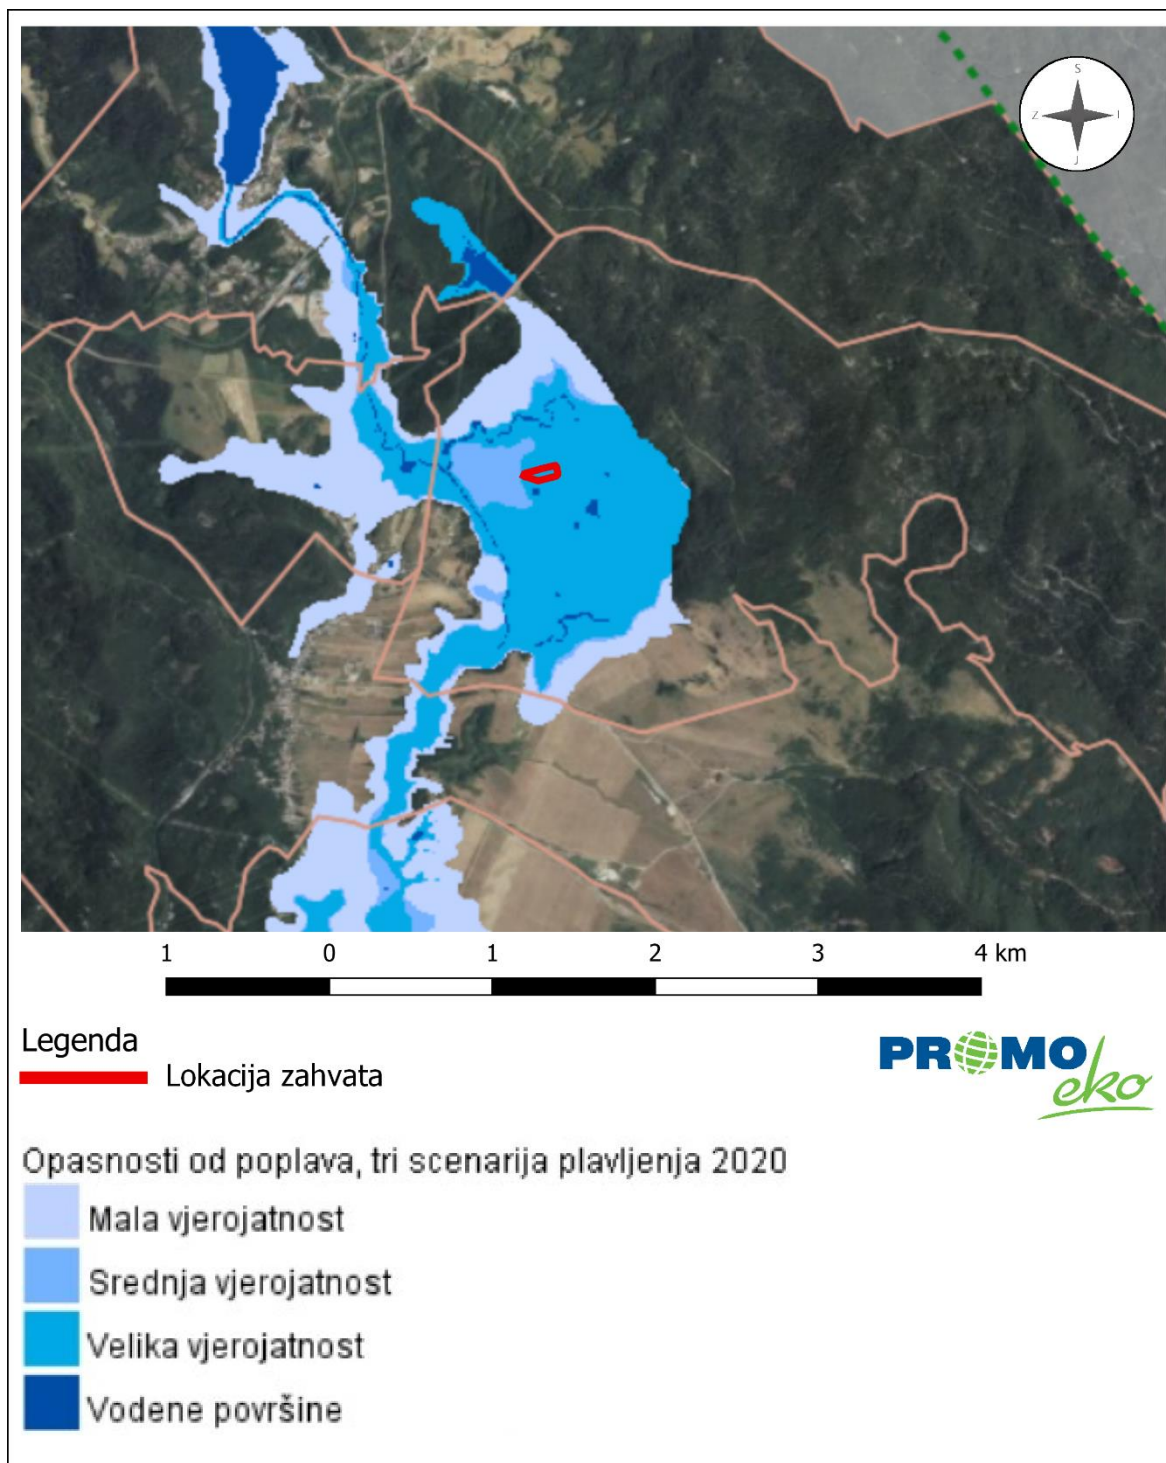 S
Z I
J
1 0 1 2 3 4 km
Legenda
Lokacija zahvata
PROMO
eko
Opasnosti od poplava, tri scenarija plavljenja 2020
Mala vjerojatnost
Srednja vjerojatnost
Velika vjerojatnost
Vodene površine